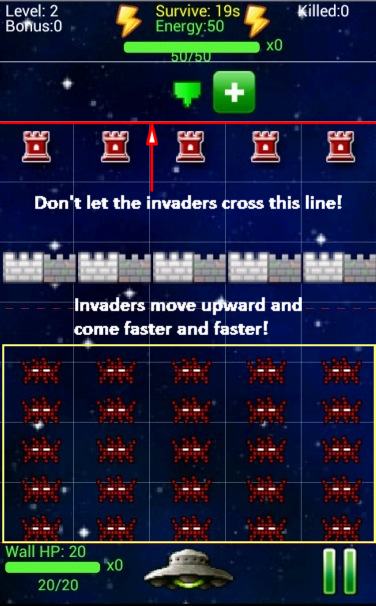 Level: 2
Survive: 19s
Killed:0
Bonus:0
Energy:50
x0
50/50
Don't let the invaders cross this line!
Invaders move upward and
come faster and faster!
Wall HP: 20
x0
20/20